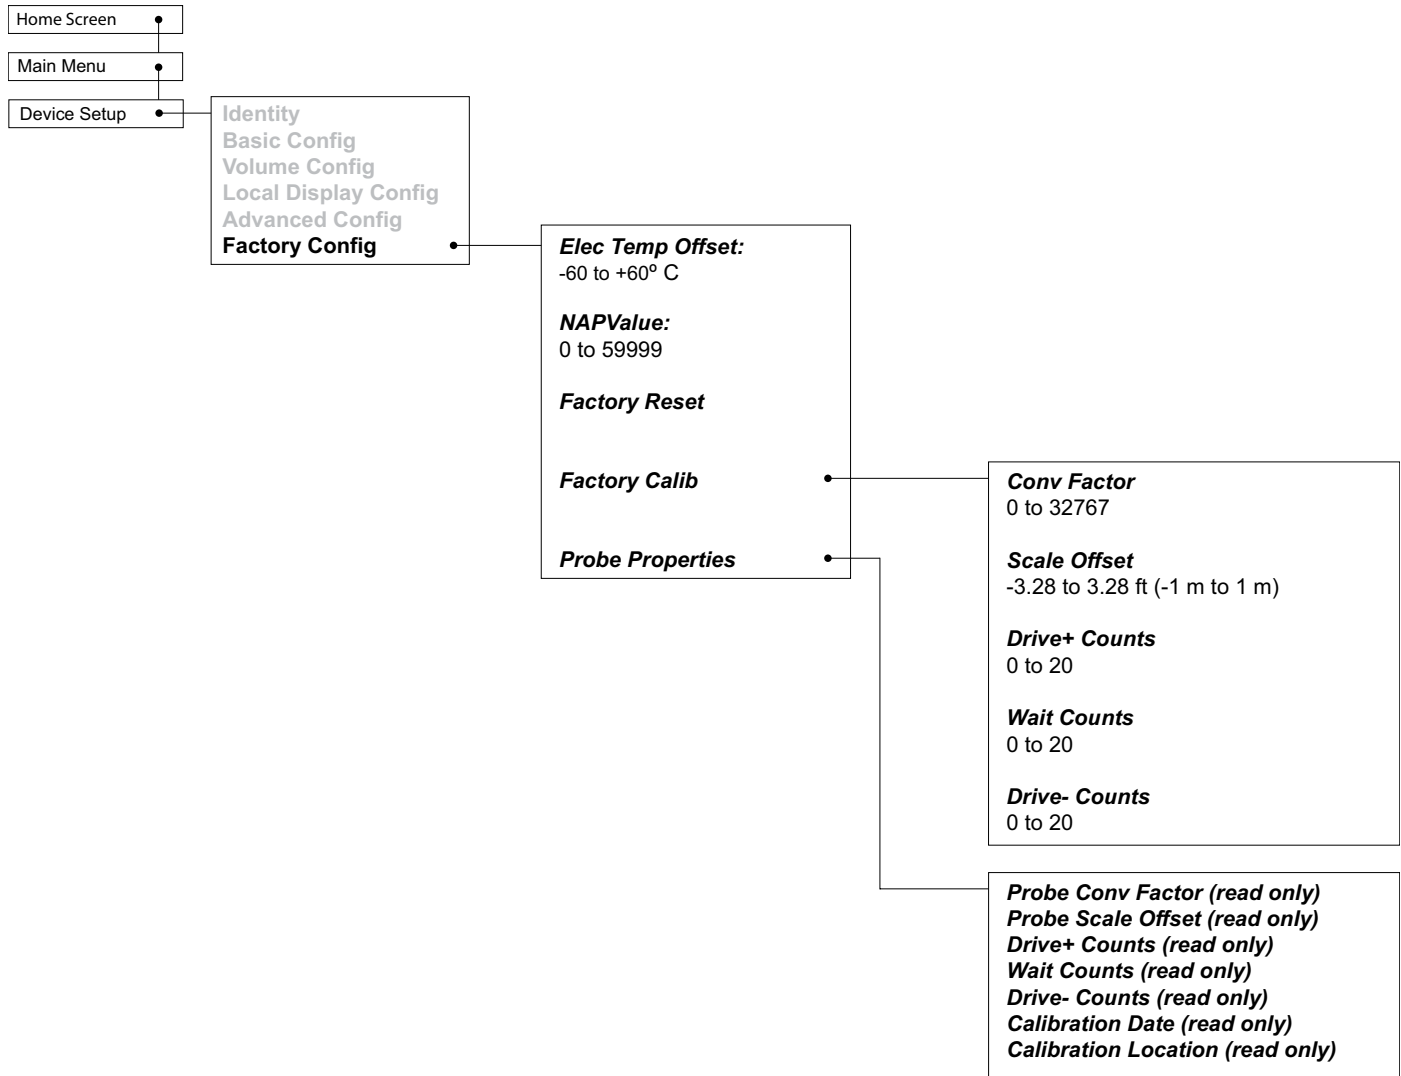 Home Screen
Main Menu
Device Setup
Identity
Basic Config
Volume Config
Local Display Config
Advanced Config
Factory Config
Elec Temp Offset:
-60 to +60º C
NAPValue:
0 to 59999
Factory Reset
Factory Calib
Probe Properties
Conv Factor
0 to 32767
Scale Offset
-3.28 to 3.28 ft (-1 m to 1 m)
Drive+ Counts
0 to 20
Wait Counts
0 to 20
Drive- Counts
0 to 20
Probe Conv Factor (read only)
Probe Scale Offset (read only)
Drive+ Counts (read only)
Wait Counts (read only)
Drive- Counts (read only)
Calibration Date (read only)
Calibration Location (read only)